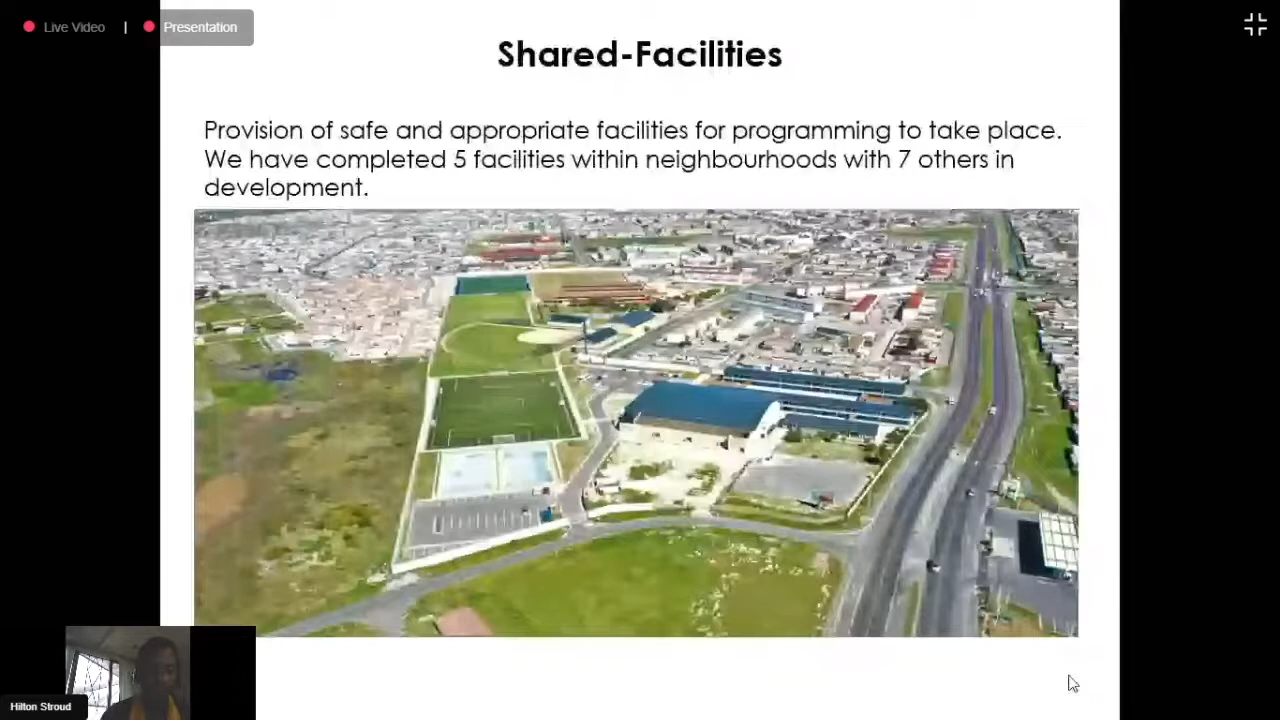 Live Video | Presentation
Shared-Facilities
Provision of safe and appropriate facilities for programming to take place.
We have completed 5 facilities within neighbourhoods with 7 others in
development.
Hilton Stroud